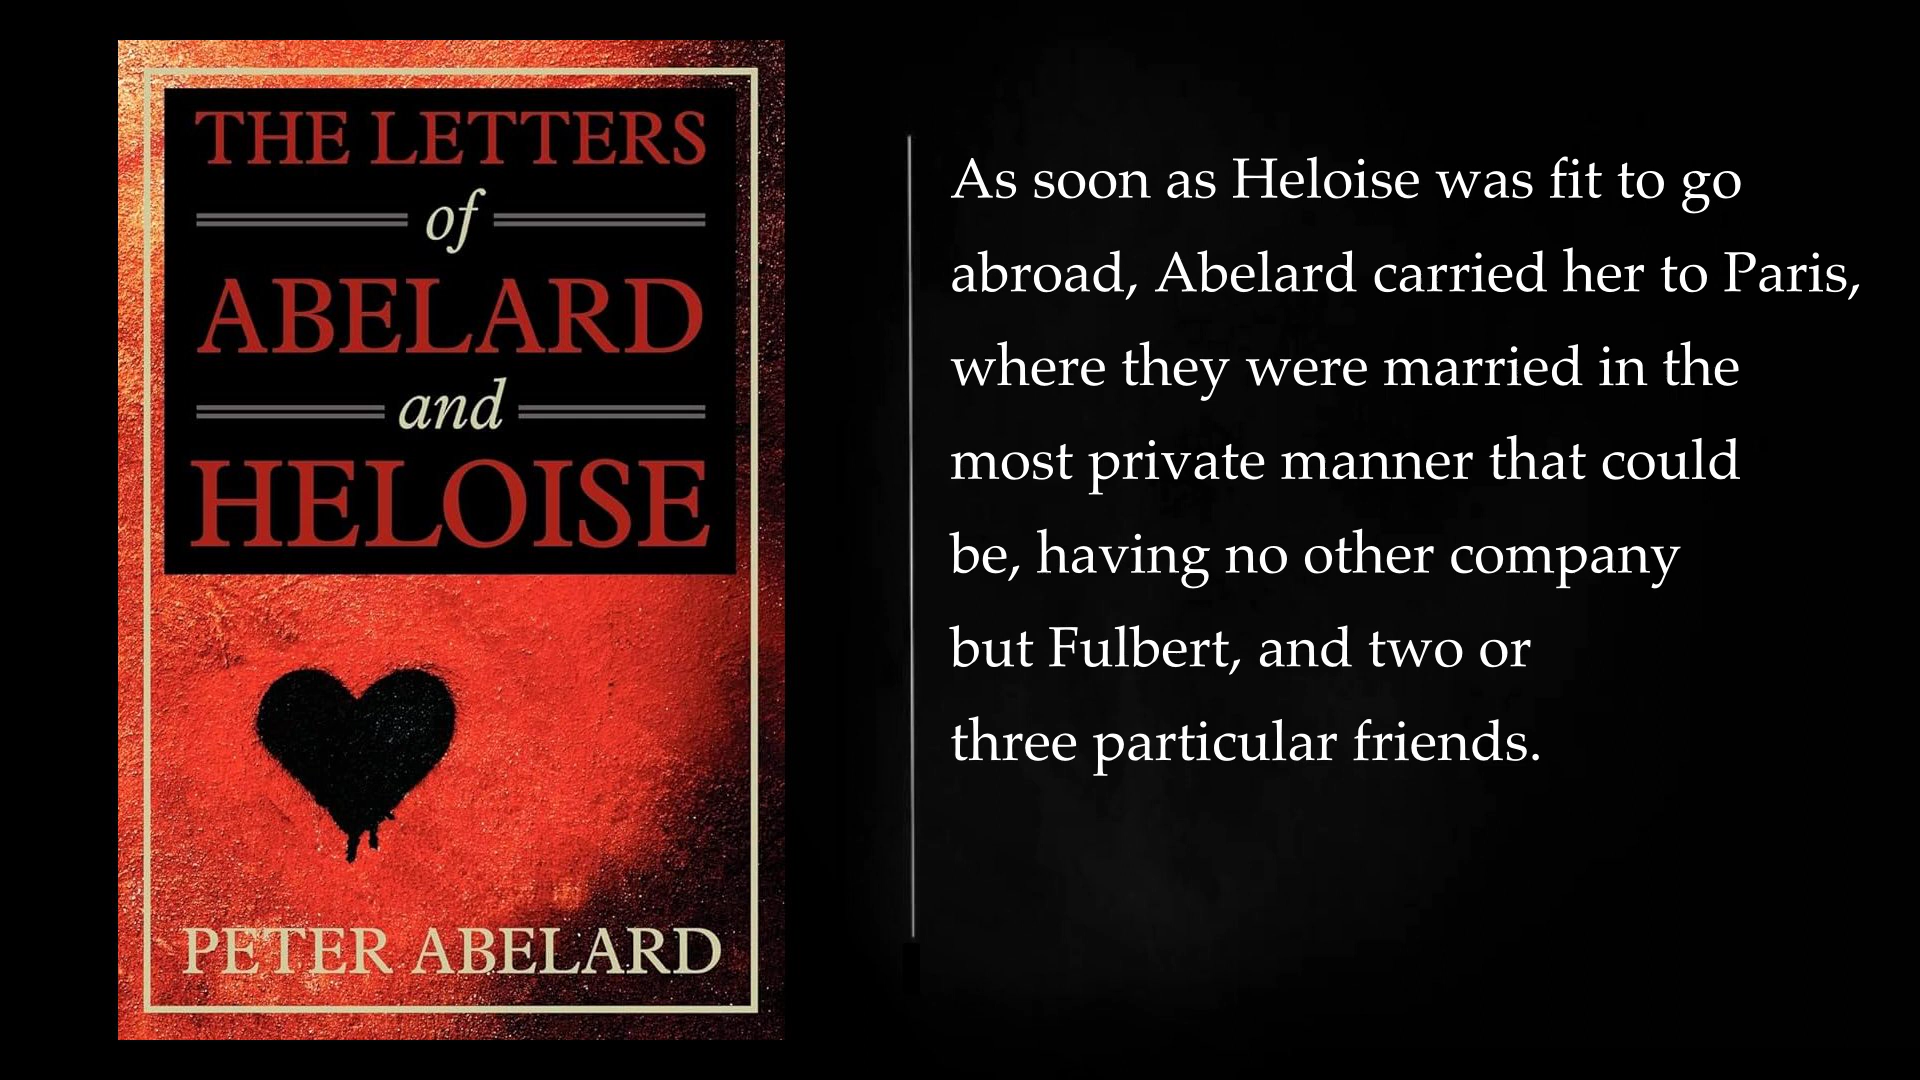 THE LETTERS
of
ABELARD
and
HELOISE
PETER ABELARD
As soon as Heloise was fit to go
abroad, Abelard carried her to Paris,
where they were married in the
most private manner that could
be, having no other company
but Fulbert, and two or
three particular friends.